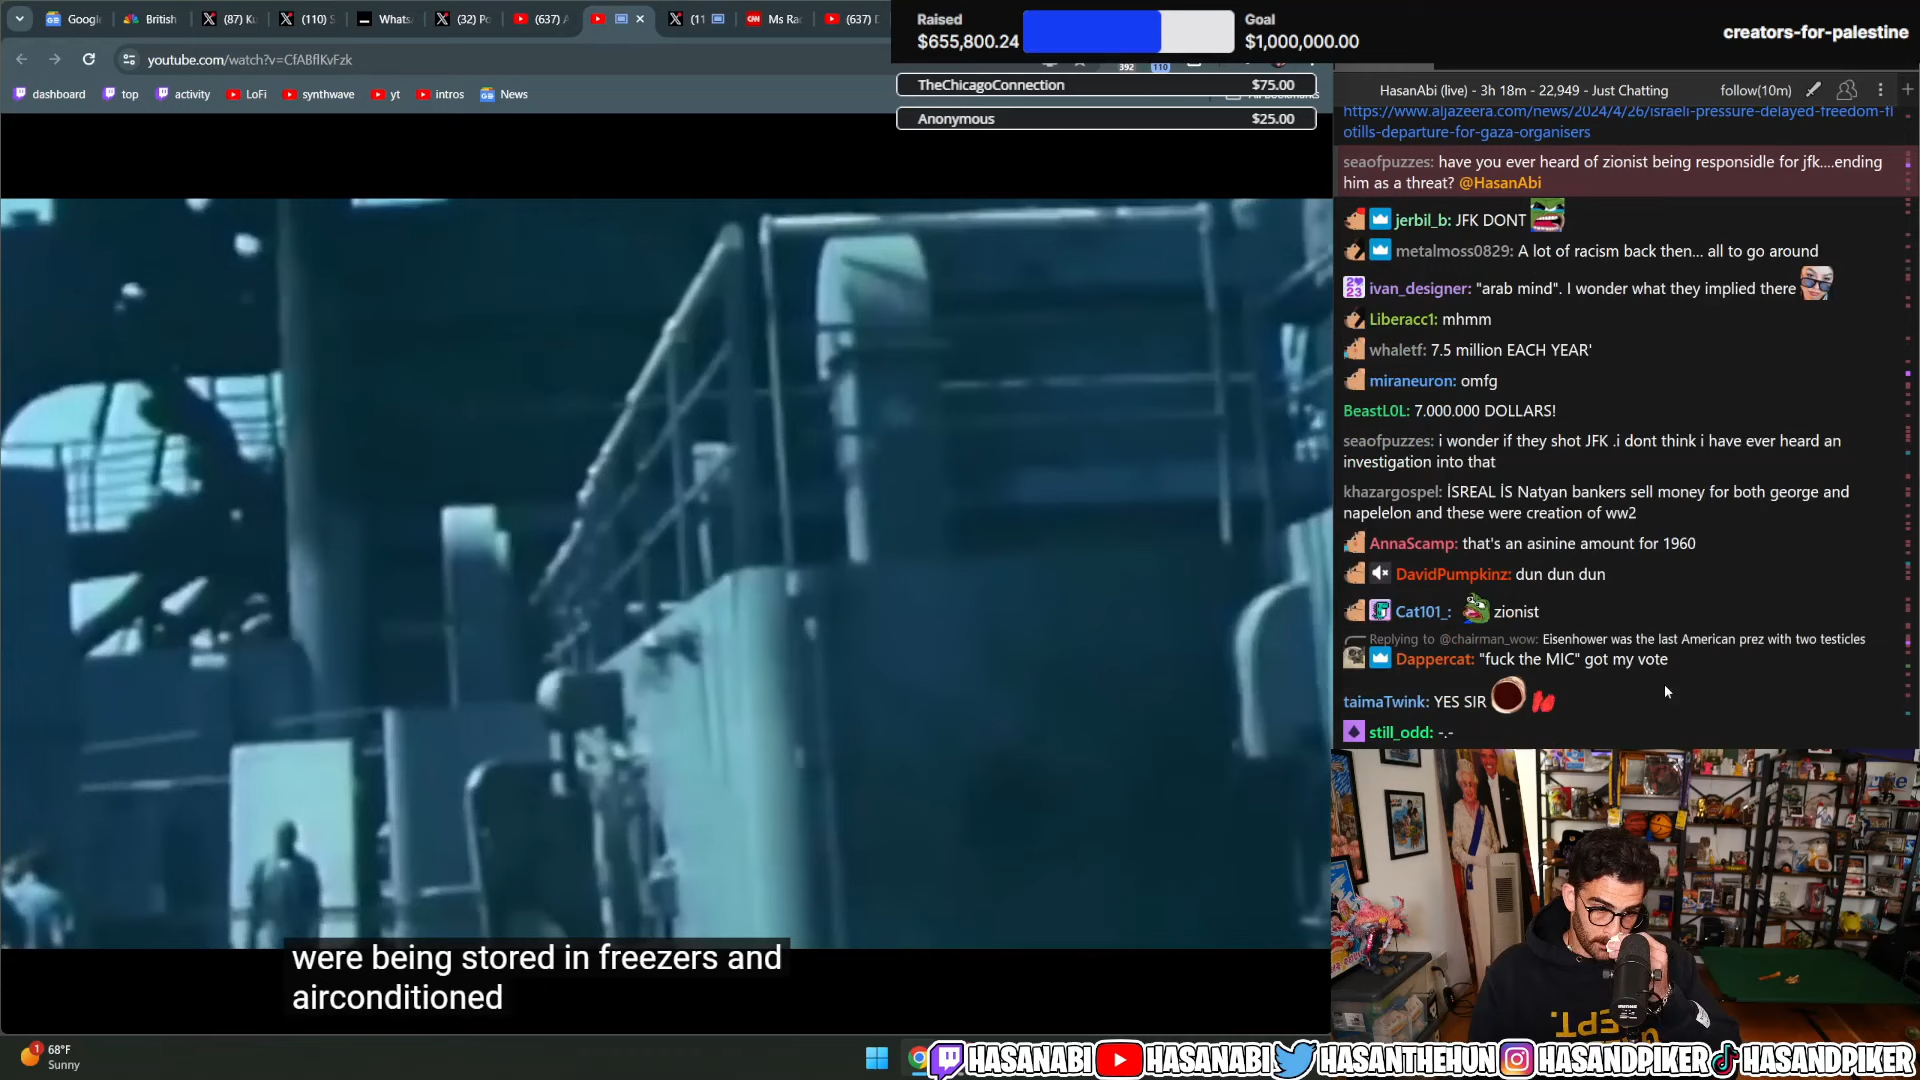 Google
British
(87) K
(110) S
Whats
(32) Po
(637) A
(11
CNN
Ms Ra
(637) D
youtube.com/watch?v=CfABflKvFzk
392
110
dashboard
top
activity
LoFi
synthwave
yt
intros
News
Raised
$655,800.24
Goal
$1,000,000.00
creators-for-palestine
TheChicagoConnection $75.00
Anonymous $25.00
HasanAbi (live) - 3h 18m - 22,949 - Just Chatting
follow(10m)
https://www.aljazeera.com/news/2024/4/26/israeli-pressure-delayed-freedom-fl
otills-departure-for-gaza-organisers
seaofpuzzes: have you ever heard of zionist being responsidle for jfk....ending
him as a threat? @HasanAbi
jerbil_b: JFK DONT
metalmoss0829: A lot of racism back then... all to go around
ivan_designer: "arab mind". I wonder what they implied there
Liberacc1: mhmm
whaletf: 7.5 million EACH YEAR'
miraneuron: omfg
BeastL0L: 7.000.000 DOLLARS!
seaofpuzzes: i wonder if they shot JFK .i dont think i have ever heard an
investigation into that
khazargospel: İSREAL İS Natyan bankers sell money for both george and
napelelon and these were creation of ww2
AnnaScamp: that's an asinine amount for 1960
DavidPumpkinz: dun dun dun
Cat101_: zionist
Replying to @chairman_wow: Eisenhower was the last American prez with two testicles
Dappercat: "fuck the MIC" got my vote
taimaTwink: YES SIR
still_odd: -.-
were being stored in freezers and
airconditioned
1
68°F
Sunny
HASANABI
HASANABI
HASANTHEHUN
HASANDPIKER
HASANDPIKER